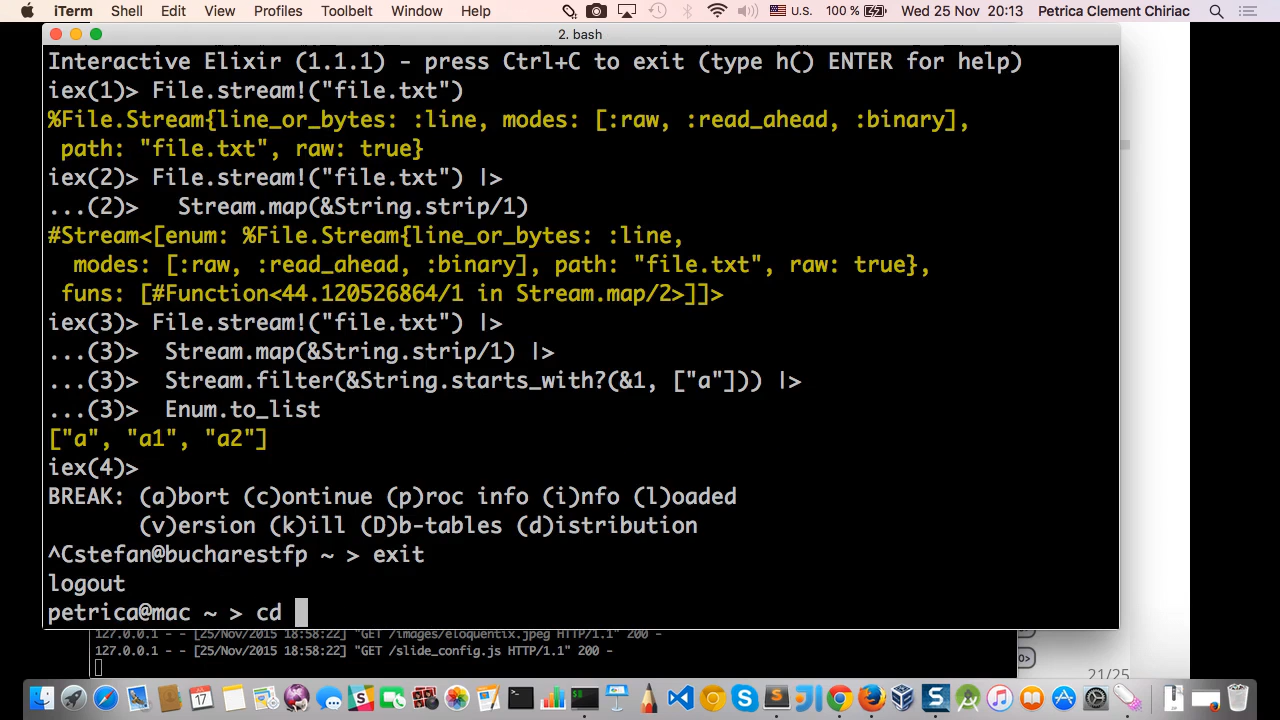 iTerm Shell Edit View Profiles Toolbelt Window Help U.S. 100 % Wed 25 Nov 20:13 Petrica Clement Chiriac
2. bash
Interactive Elixir (1.1.1) - press Ctrl+C to exit (type h() ENTER for help)
iex(1)> File.stream!("file.txt")
%File.Stream{line_or_bytes: :line, modes: [:raw, :read_ahead, :binary],
 path: "file.txt", raw: true}
iex(2)> File.stream!("file.txt") |>
...(2)>   Stream.map(&String.strip/1)
#Stream<[enum: %File.Stream{line_or_bytes: :line,
  modes: [:raw, :read_ahead, :binary], path: "file.txt", raw: true},
 funs: [#Function<44.120526864/1 in Stream.map/2>]]>
iex(3)> File.stream!("file.txt") |>
...(3)>  Stream.map(&String.strip/1) |>
...(3)>  Stream.filter(&String.starts_with?(&1, ["a"])) |>
...(3)>  Enum.to_list
["a", "a1", "a2"]
iex(4)>
BREAK: (a)bort (c)ontinue (p)roc info (i)nfo (l)oaded
       (v)ersion (k)ill (D)b-tables (d)istribution
^Cstefan@bucharestfp ~ > exit
logout
petrica@mac ~ > cd
127.0.0.1 - - [25/Nov/2015 18:58:22] "GET /images/eloquentix.jpeg HTTP/1.1" 200 -
127.0.0.1 - - [25/Nov/2015 18:58:22] "GET /slide_config.js HTTP/1.1" 200 -
21/25